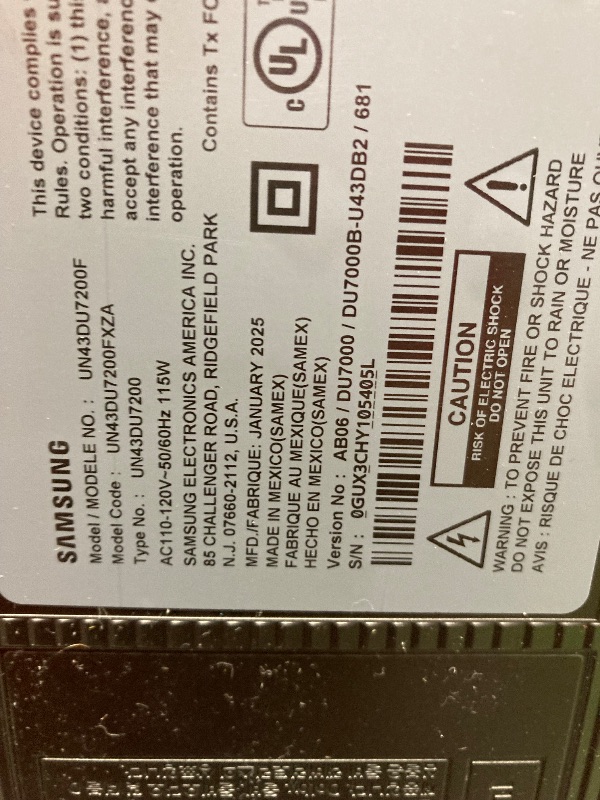 SAMSUNG
Model / MODELE NO. : UN43DU7200F
Model Code : UN43DU7200FXZA
Type No. : UN43DU7200
AC110-120V~50/60Hz 115W
SAMSUNG ELECTRONICS AMERICA INC.
85 CHALLENGER ROAD, RIDGEFIELD PARK
N.J. 07660-2112, U.S.A.
MFD./FABRIQUE: JANUARY 2025
MADE IN MEXICO(SAMEX)
FABRIQUE AU MEXIQUE(SAMEX)
HECHO EN MEXICO(SAMEX)
Version No : AB06 / DU7000 / DU7000B-U43DB2 / 681
S/N : 0GUX3CHY105405L
This device complies
Rules. Operation is su
two conditions: (1) this
harmful interference, a
accept any interferenc
interference that may
operation.
Contains Tx FC
C UL U
CAUTION
RISK OF ELECTRIC SHOCK
DO NOT OPEN
WARNING : TO PREVENT FIRE OR SHOCK HAZARD
DO NOT EXPOSE THIS UNIT TO RAIN OR MOISTURE
AVIS : RISQUE DE CHOC ELECTRIQUE - NE PAS OUV